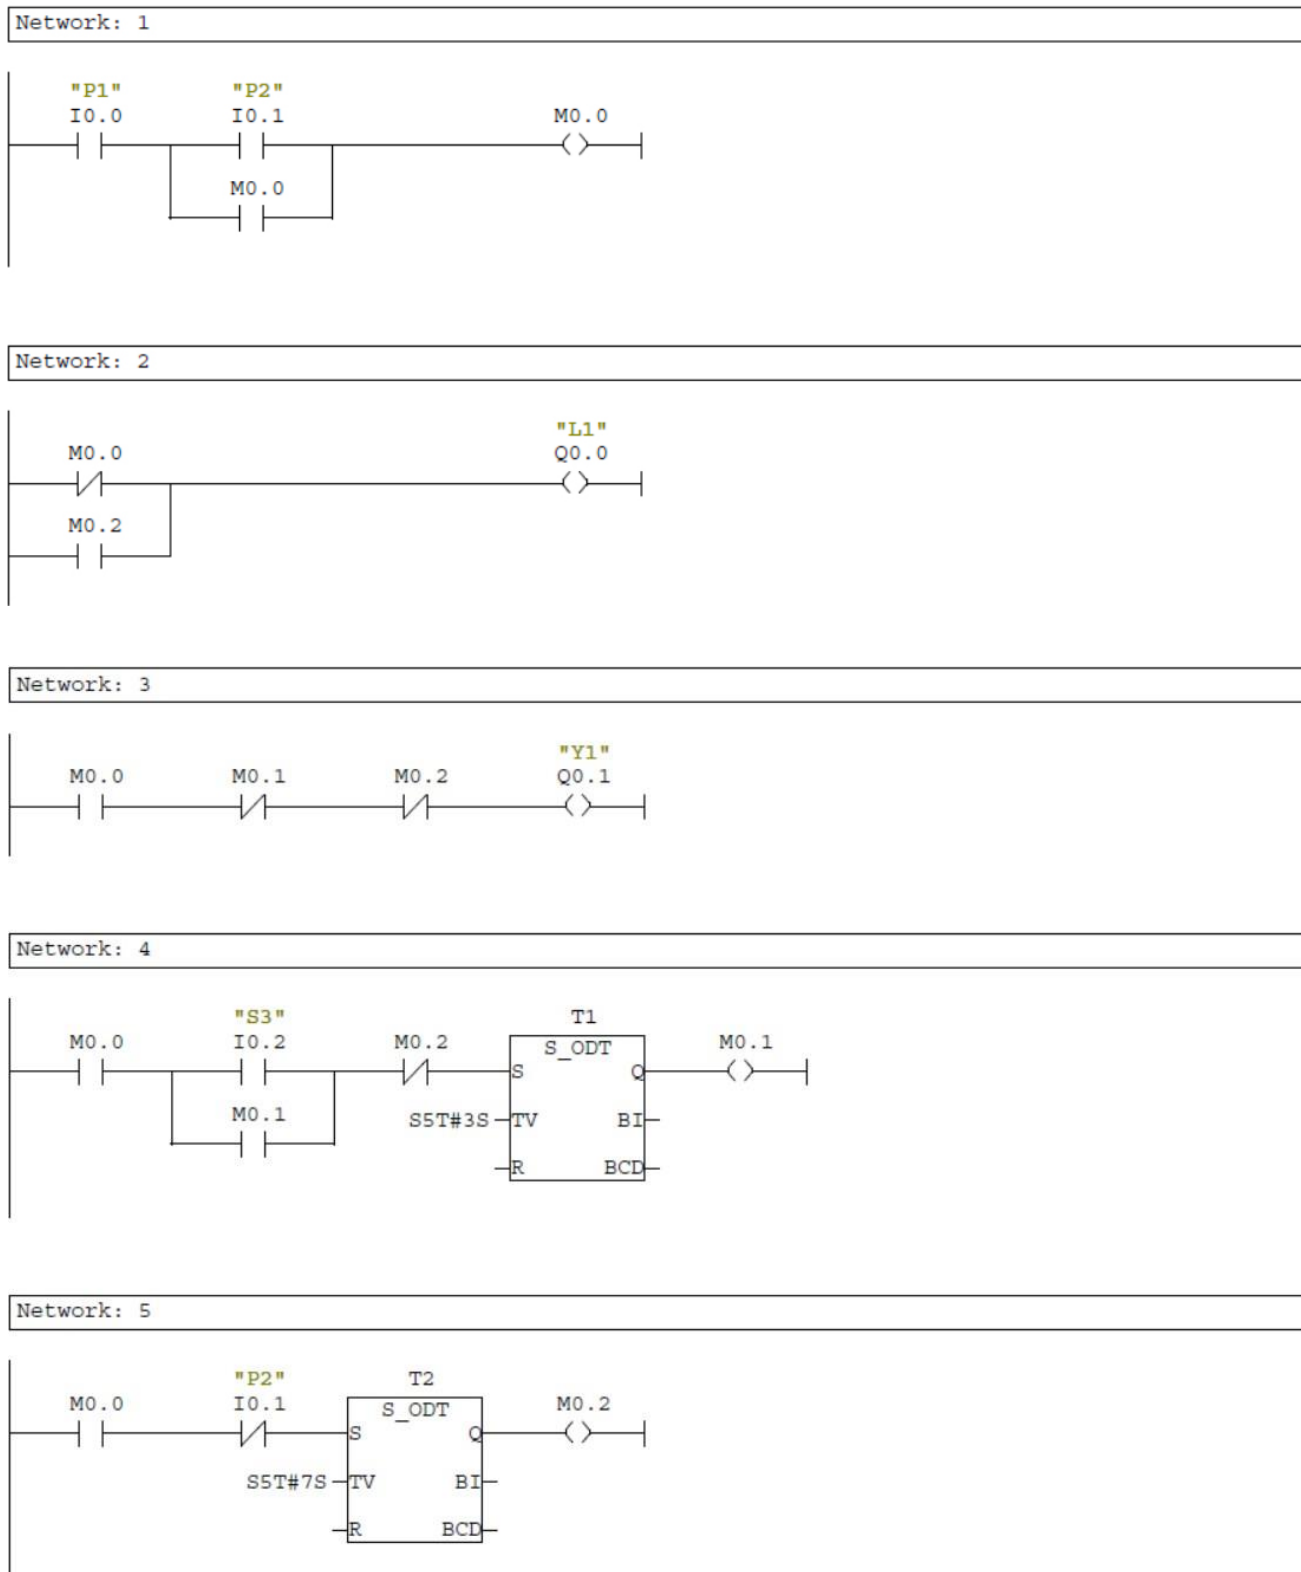 Network: 1
"P1" "P2"
I0.0 I0.1 M0.0
M0.0
Network: 2
"L1"
M0.0 Q0.0
M0.2
Network: 3
"Y1"
M0.0 M0.1 M0.2 Q0.1
Network: 4
"S3" T1
M0.0 I0.2 M0.2 S_ODT M0.1
S Q
M0.1 S5T#3S TV BI
R BCD
Network: 5
"P2" T2
M0.0 I0.1 S_ODT M0.2
S Q
S5T#7S TV BI
R BCD